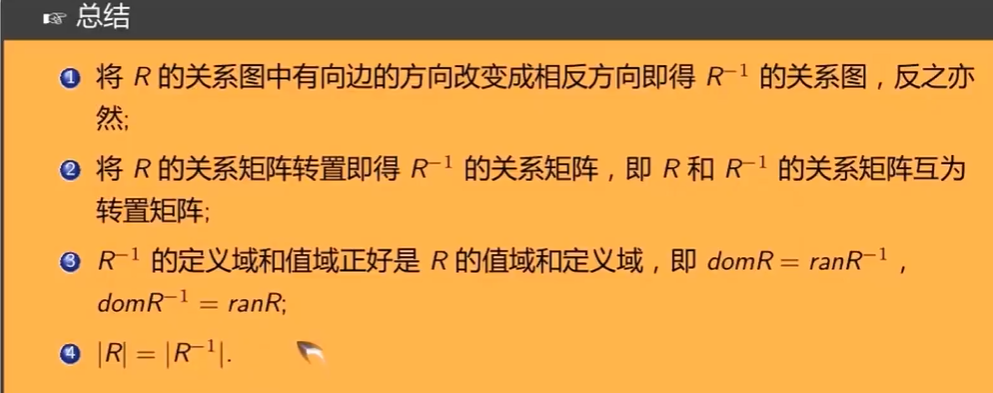 ☞ 总结
1 将 R 的关系图中有向边的方向改变成相反方向即得 R⁻¹ 的关系图，反之亦
然;
2 将 R 的关系矩阵转置即得 R⁻¹ 的关系矩阵，即 R 和 R⁻¹ 的关系矩阵互为
转置矩阵;
3 R⁻¹ 的定义域和值域正好是 R 的值域和定义域，即 domR = ranR⁻¹，
domR⁻¹ = ranR;
4 |R| = |R⁻¹|.